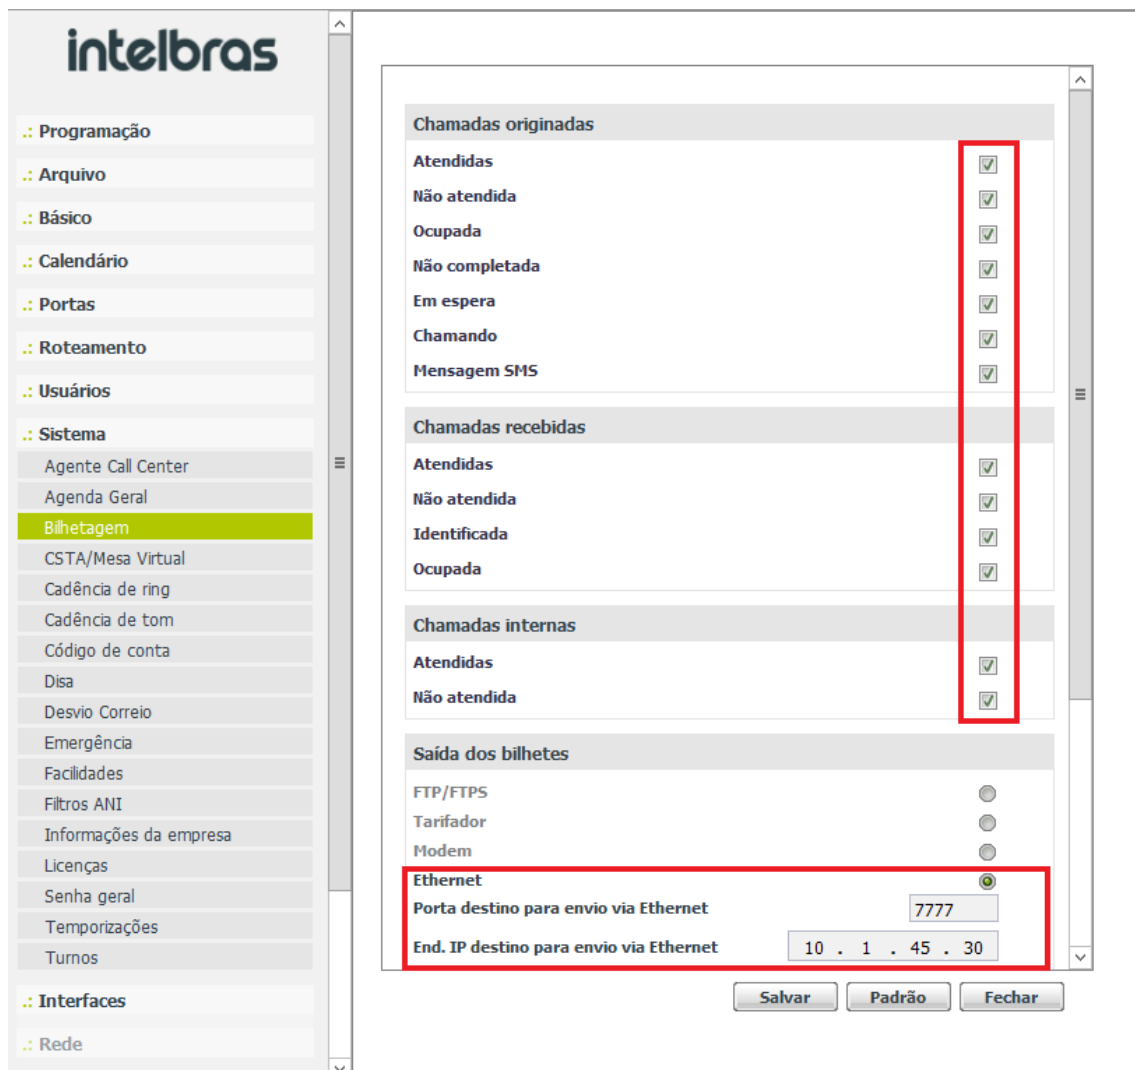 intelbras
.: Programação
.: Arquivo
.: Básico
.: Calendário
.: Portas
.: Roteamento
.: Usuários
.: Sistema
Agente Call Center
Agenda Geral
Bilhetagem
CSTA/Mesa Virtual
Cadência de ring
Cadência de tom
Código de conta
Disa
Desvio Correio
Emergência
Facilidades
Filtros ANI
Informações da empresa
Licenças
Senha geral
Temporizações
Turnos
.: Interfaces
.: Rede
Chamadas originadas
Atendidas
Não atendida
Ocupada
Não completada
Em espera
Chamando
Mensagem SMS
Chamadas recebidas
Atendidas
Não atendida
Identificada
Ocupada
Chamadas internas
Atendidas
Não atendida
Saída dos bilhetes
FTP/FTPS
Tarifador
Modem
Ethernet
Porta destino para envio via Ethernet 7777
End. IP destino para envio via Ethernet 10 . 1 . 45 . 30
Salvar Padrão Fechar